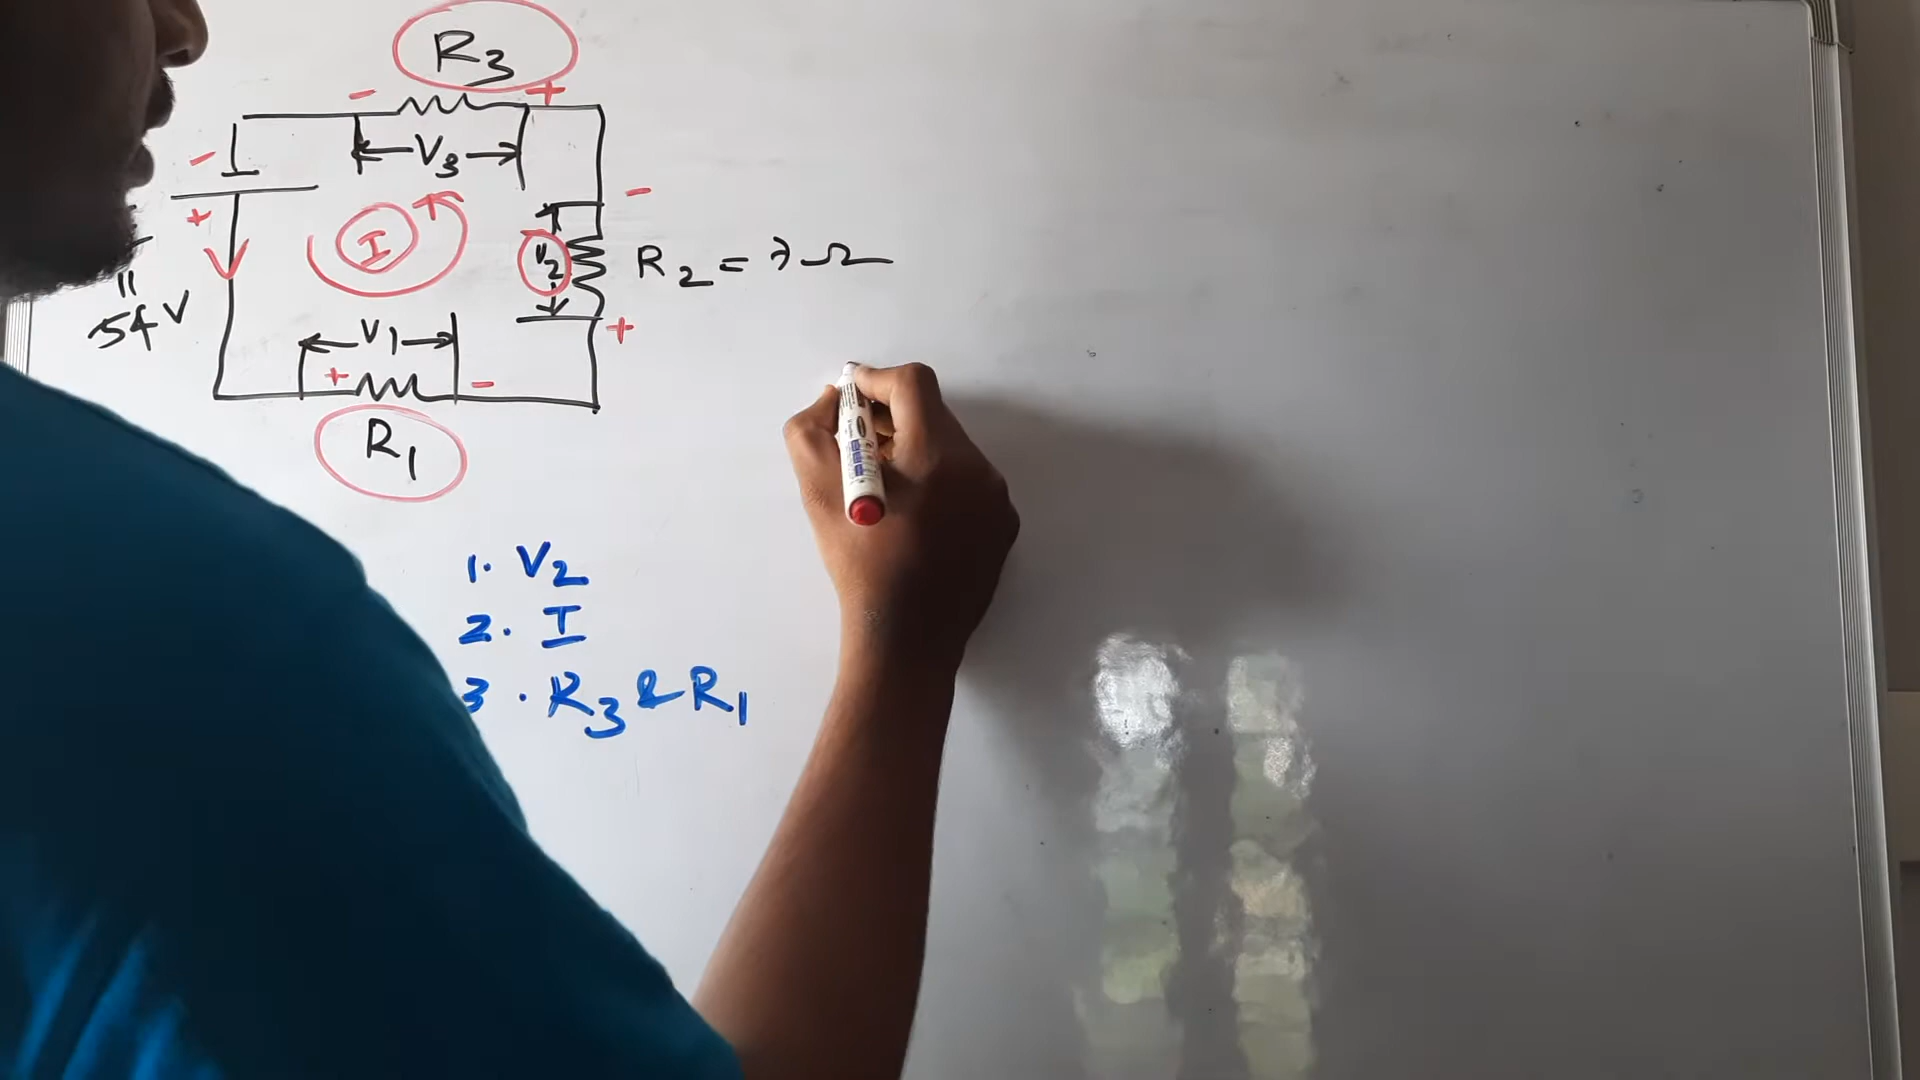 R3
- +
V3
-
+
I
-
V2
R2 = 7Ω
+
=
54V
V1
+ -
R1
1. V2
2. I
3. R3 & R1